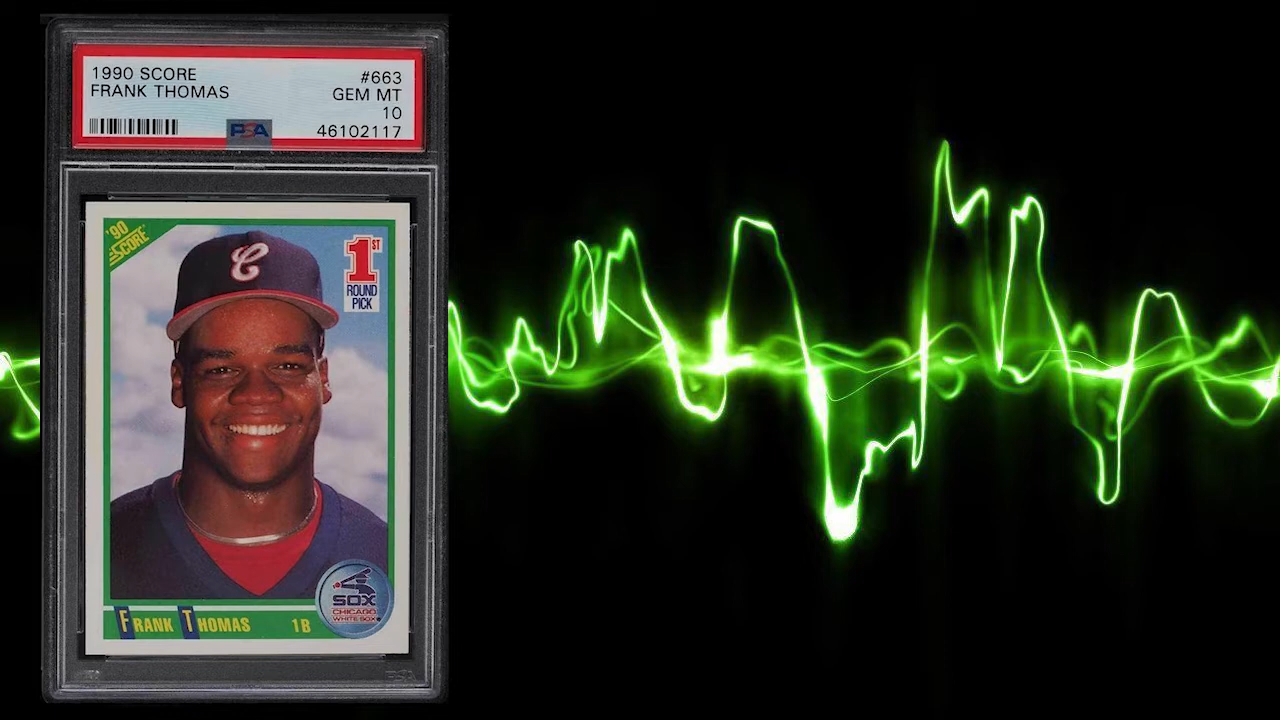 1990 SCORE #663
FRANK THOMAS GEM MT
10
PSA 46102117
'90
SCORE
1ST
ROUND
PICK
C
SOX
CHICAGO
WHITE SOX
FRANK THOMAS 1B
PSA